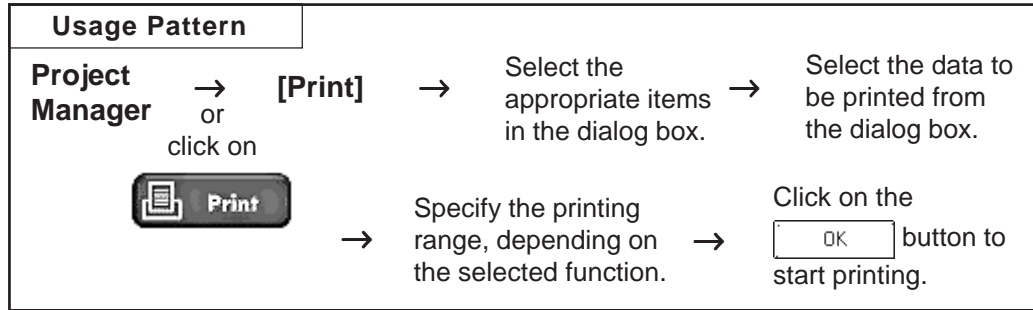 Usage Pattern
Project
Manager
→
or
click on
Print
[Print]
→
Select the
appropriate items
in the dialog box.
→
Select the data to
be printed from
the dialog box.
→
Specify the printing
range, depending on
the selected function.
→
Click on the
OK button to
start printing.